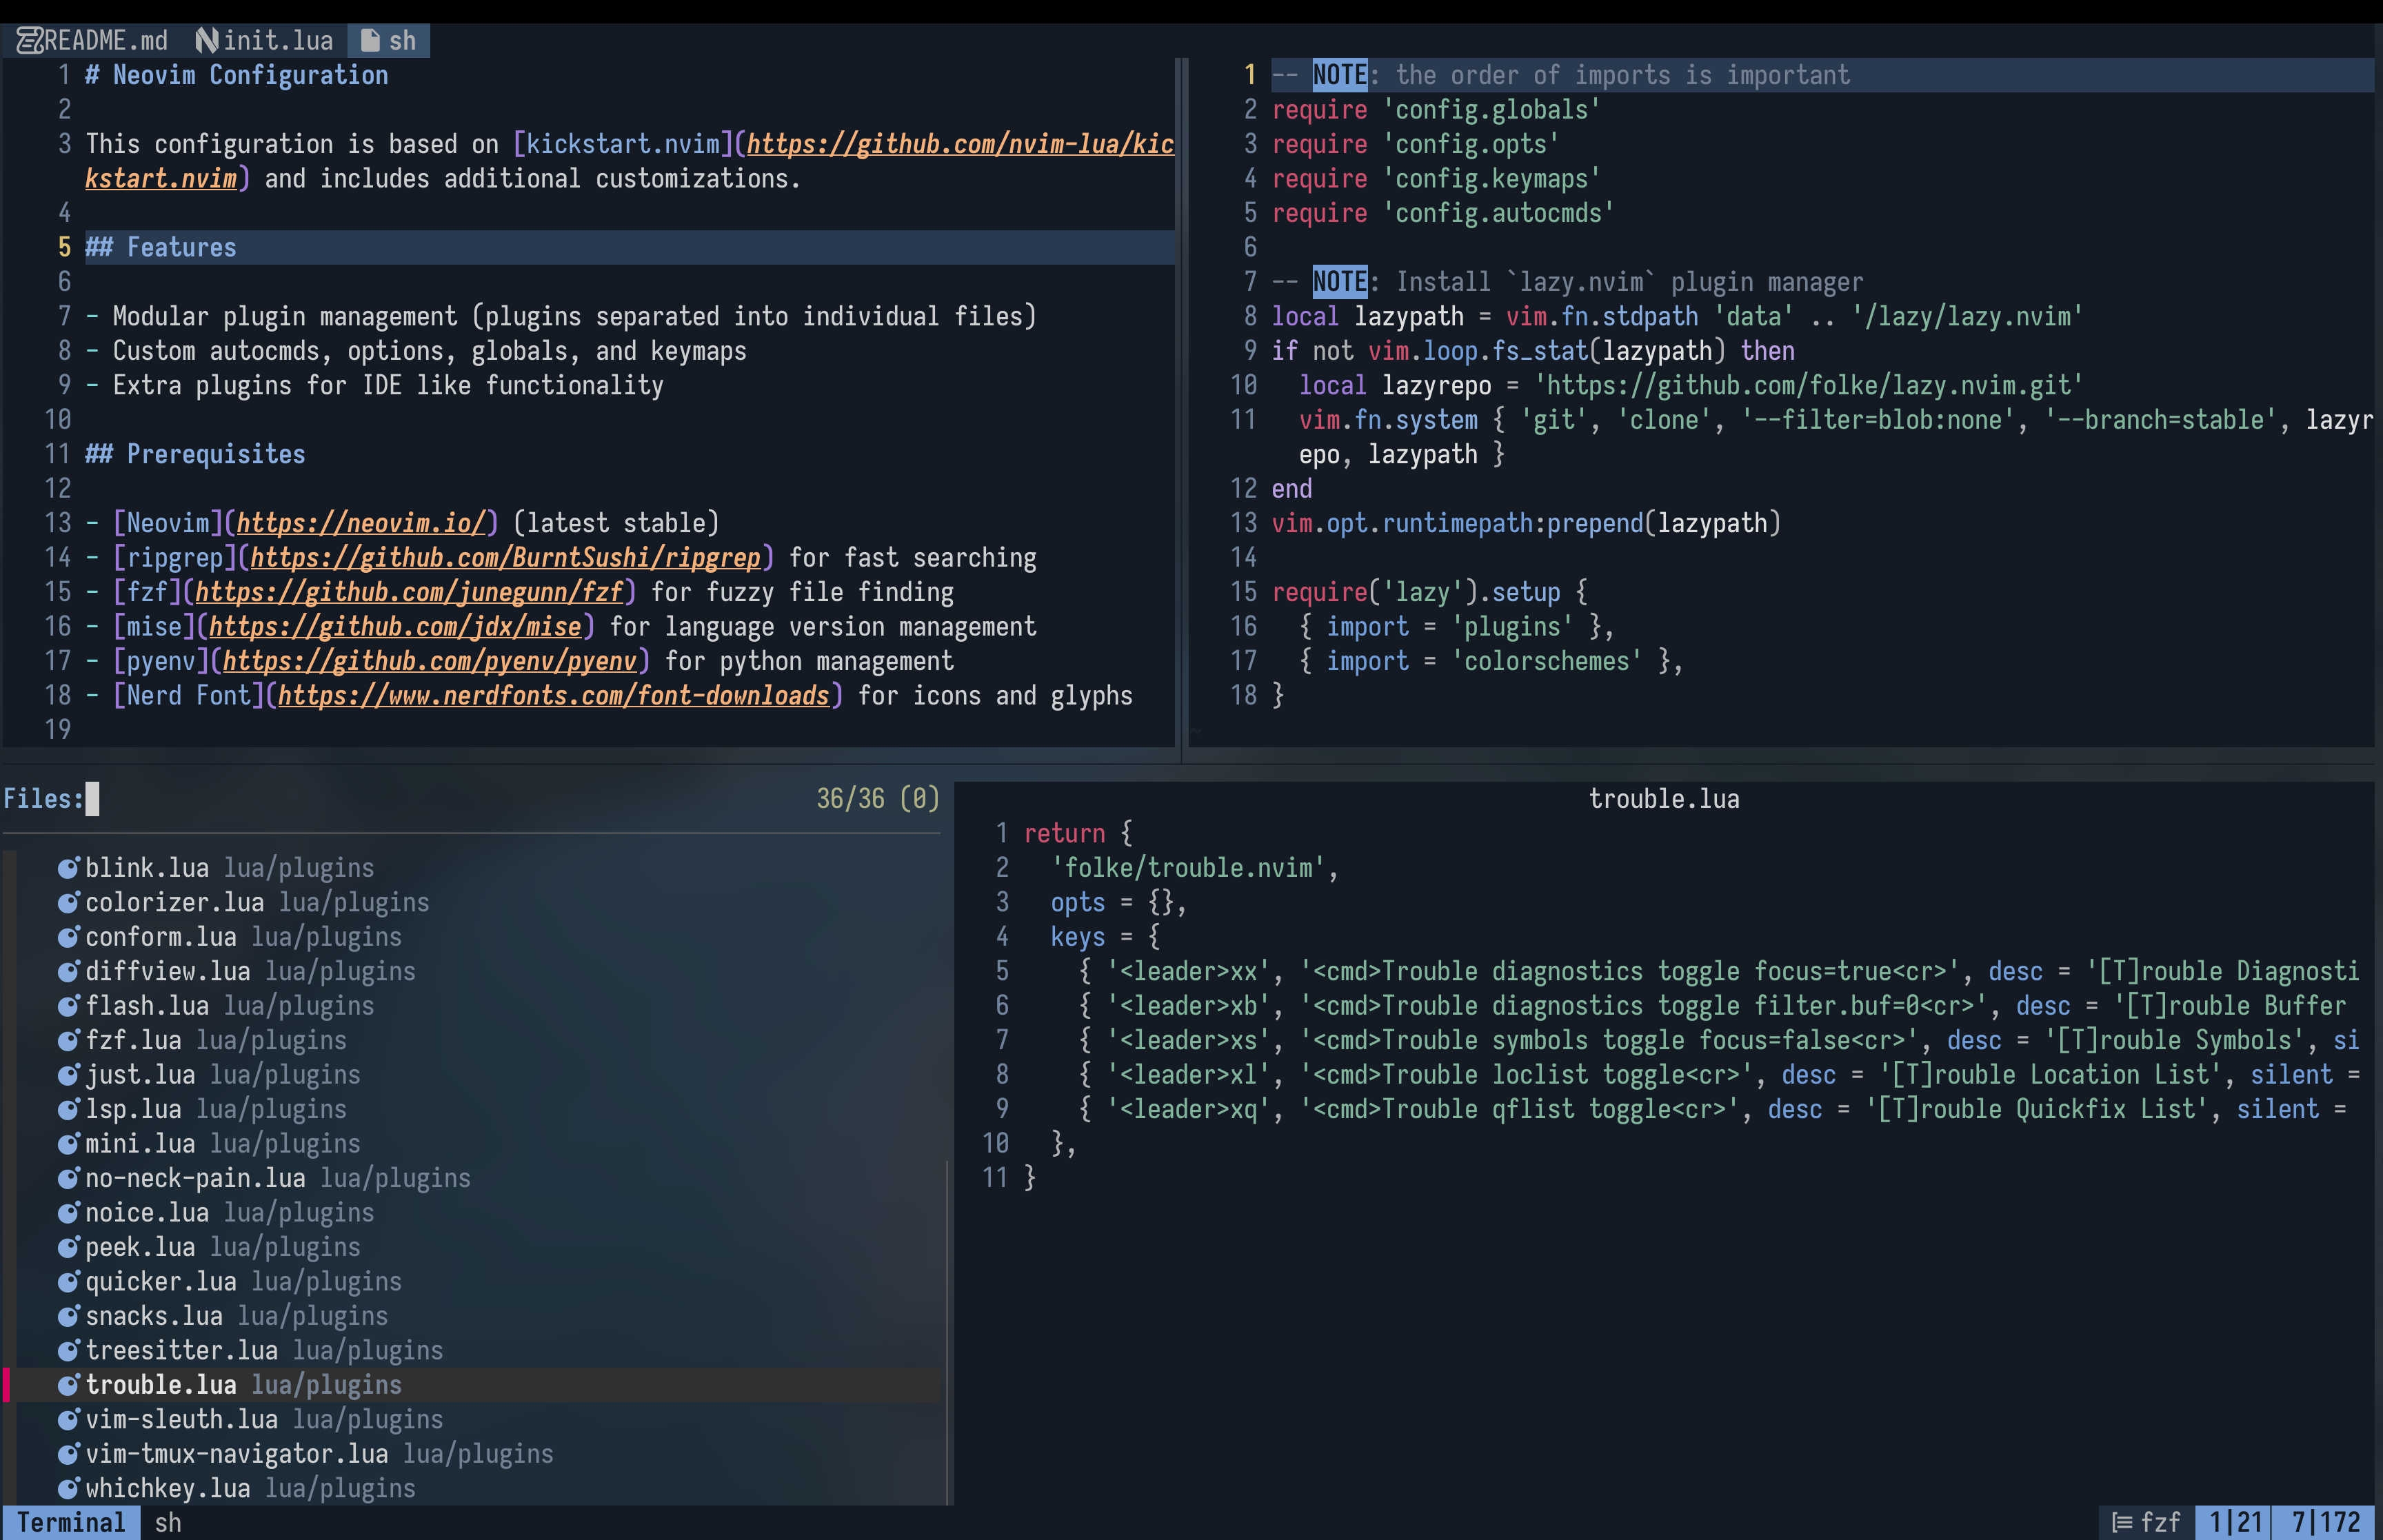 README.md init.lua sh
1 # Neovim Configuration
2
3 This configuration is based on [kickstart.nvim](https://github.com/nvim-lua/kic
kstart.nvim) and includes additional customizations.
4
5 ## Features
6
7 - Modular plugin management (plugins separated into individual files)
8 - Custom autocmds, options, globals, and keymaps
9 - Extra plugins for IDE like functionality
10
11 ## Prerequisites
12
13 - [Neovim](https://neovim.io/) (latest stable)
14 - [ripgrep](https://github.com/BurntSushi/ripgrep) for fast searching
15 - [fzf](https://github.com/junegunn/fzf) for fuzzy file finding
16 - [mise](https://github.com/jdx/mise) for language version management
17 - [pyenv](https://github.com/pyenv/pyenv) for python management
18 - [Nerd Font](https://www.nerdfonts.com/font-downloads) for icons and glyphs
19
1 -- NOTE: the order of imports is important
2 require 'config.globals'
3 require 'config.opts'
4 require 'config.keymaps'
5 require 'config.autocmds'
6
7 -- NOTE: Install `lazy.nvim` plugin manager
8 local lazypath = vim.fn.stdpath 'data' .. '/lazy/lazy.nvim'
9 if not vim.loop.fs_stat(lazypath) then
10   local lazyrepo = 'https://github.com/folke/lazy.nvim.git'
11   vim.fn.system { 'git', 'clone', '--filter=blob:none', '--branch=stable', lazyr
epo, lazypath }
12 end
13 vim.opt.runtimepath:prepend(lazypath)
14
15 require('lazy').setup {
16   { import = 'plugins' },
17   { import = 'colorschemes' },
18 }
~
Files: 36/36 (0)
blink.lua lua/plugins
colorizer.lua lua/plugins
conform.lua lua/plugins
diffview.lua lua/plugins
flash.lua lua/plugins
fzf.lua lua/plugins
just.lua lua/plugins
lsp.lua lua/plugins
mini.lua lua/plugins
no-neck-pain.lua lua/plugins
noice.lua lua/plugins
peek.lua lua/plugins
quicker.lua lua/plugins
snacks.lua lua/plugins
treesitter.lua lua/plugins
trouble.lua lua/plugins
vim-sleuth.lua lua/plugins
vim-tmux-navigator.lua lua/plugins
whichkey.lua lua/plugins
trouble.lua
1 return {
2   'folke/trouble.nvim',
3   opts = {},
4   keys = {
5     { '<leader>xx', '<cmd>Trouble diagnostics toggle focus=true<cr>', desc = '[T]rouble Diagnosti
6     { '<leader>xb', '<cmd>Trouble diagnostics toggle filter.buf=0<cr>', desc = '[T]rouble Buffer
7     { '<leader>xs', '<cmd>Trouble symbols toggle focus=false<cr>', desc = '[T]rouble Symbols', si
8     { '<leader>xl', '<cmd>Trouble loclist toggle<cr>', desc = '[T]rouble Location List', silent =
9     { '<leader>xq', '<cmd>Trouble qflist toggle<cr>', desc = '[T]rouble Quickfix List', silent =
10   },
11 }
Terminal sh fzf 1|21 7|172